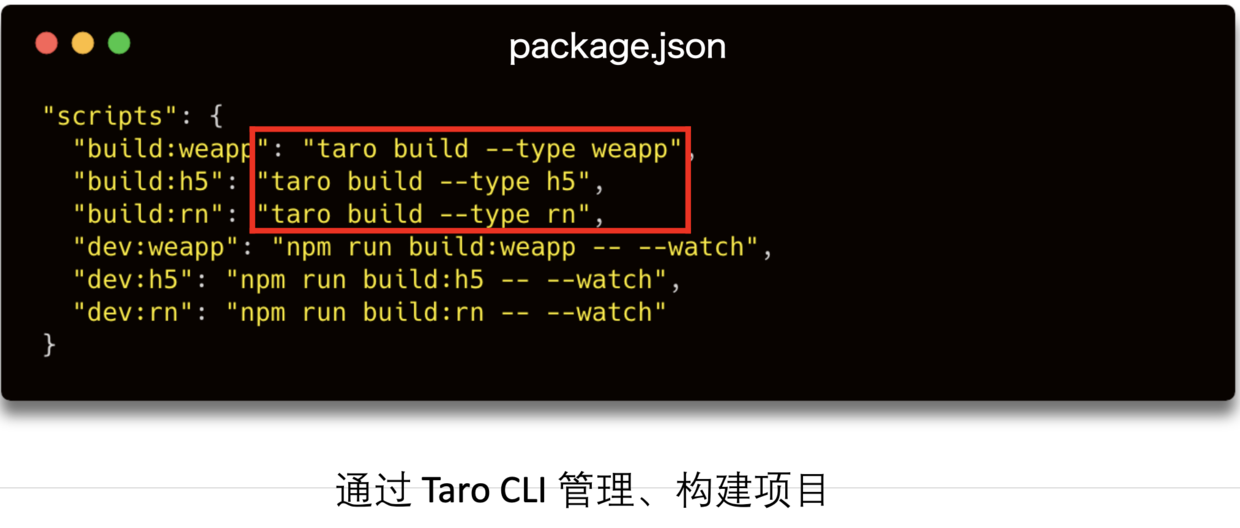 package.json
"scripts": {
"build:weapp": "taro build --type weapp",
"build:h5": "taro build --type h5",
"build:rn": "taro build --type rn",
"dev:weapp": "npm run build:weapp -- --watch",
"dev:h5": "npm run build:h5 -- --watch",
"dev:rn": "npm run build:rn -- --watch"
}
通过 Taro CLI 管理、构建项目